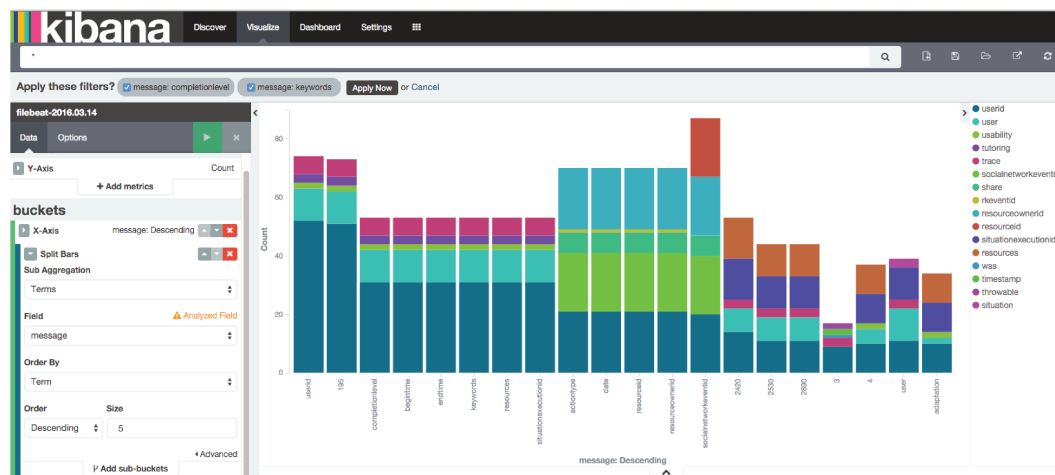 kibana
Discover Visualize Dashboard Settings
*
Apply these filters? message: completionlevel message: keywords Apply Now or Cancel
filebeat-2016.03.14
Data Options
Y-Axis Count
+ Add metrics
buckets
X-Axis message: Descending
Split Bars
Sub Aggregation
Terms
Field Analyzed Field
message
Order By
Term
Order Size
Descending 5
Advanced
Add sub-buckets
Count
80
60
40
20
0
userid
195
completionlevel
begintime
endtime
keywords
resources
situationexecutionid
actiontype
date
resourceid
resourceownerid
socialnetworkeventid
2420
2530
2890
3
4
user
adaptation
message: Descending
userid
user
usability
tutoring
trace
socialnetworkeventi
share
rkeventid
resourceownerid
resourceid
situationexecutionid
resources
was
timestamp
throwable
situation